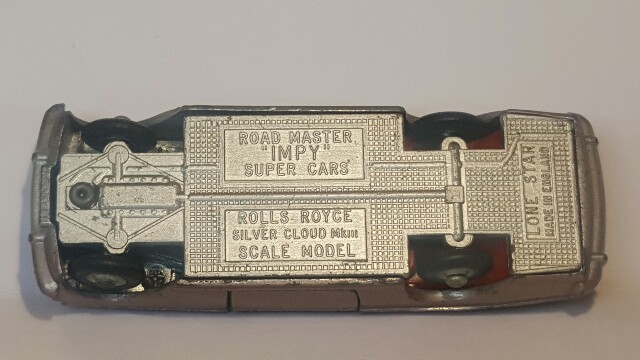 ROAD MASTER
"IMPY"
SUPER CARS
ROLLS-ROYCE
SILVER CLOUD MkIII
SCALE MODEL
LONE STAR
MADE IN ENGLAND